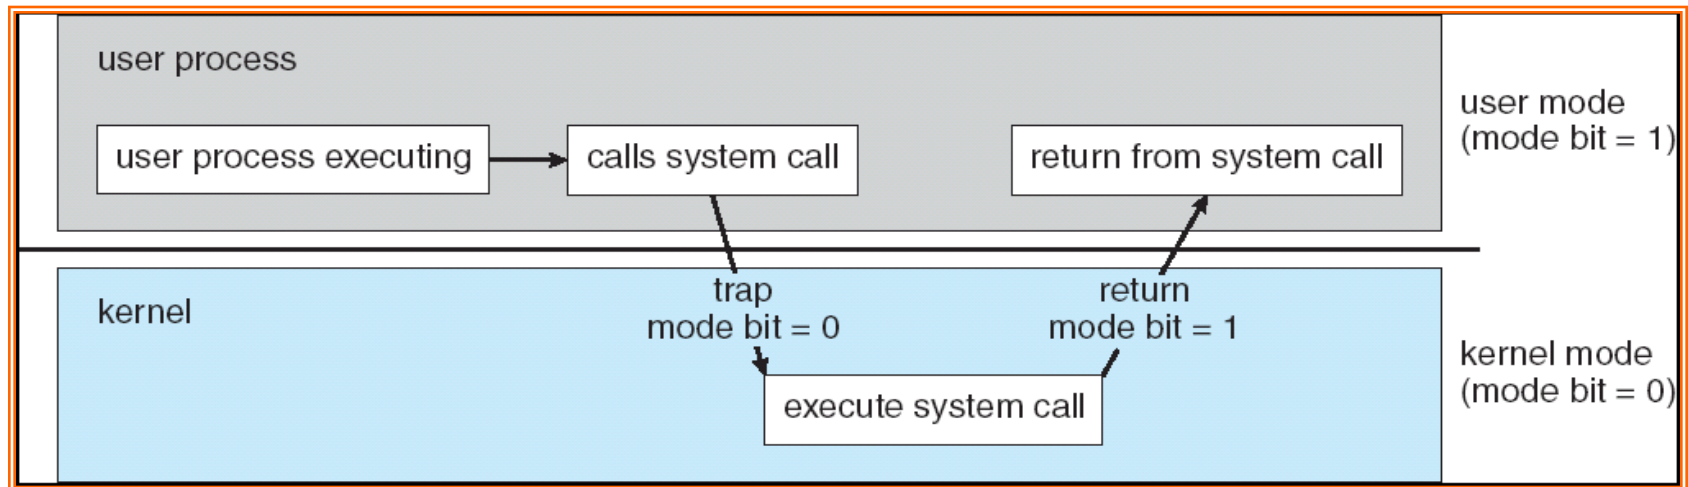 user process
user process executing
calls system call
return from system call
user mode
(mode bit = 1)
kernel
trap
mode bit = 0
return
mode bit = 1
execute system call
kernel mode
(mode bit = 0)